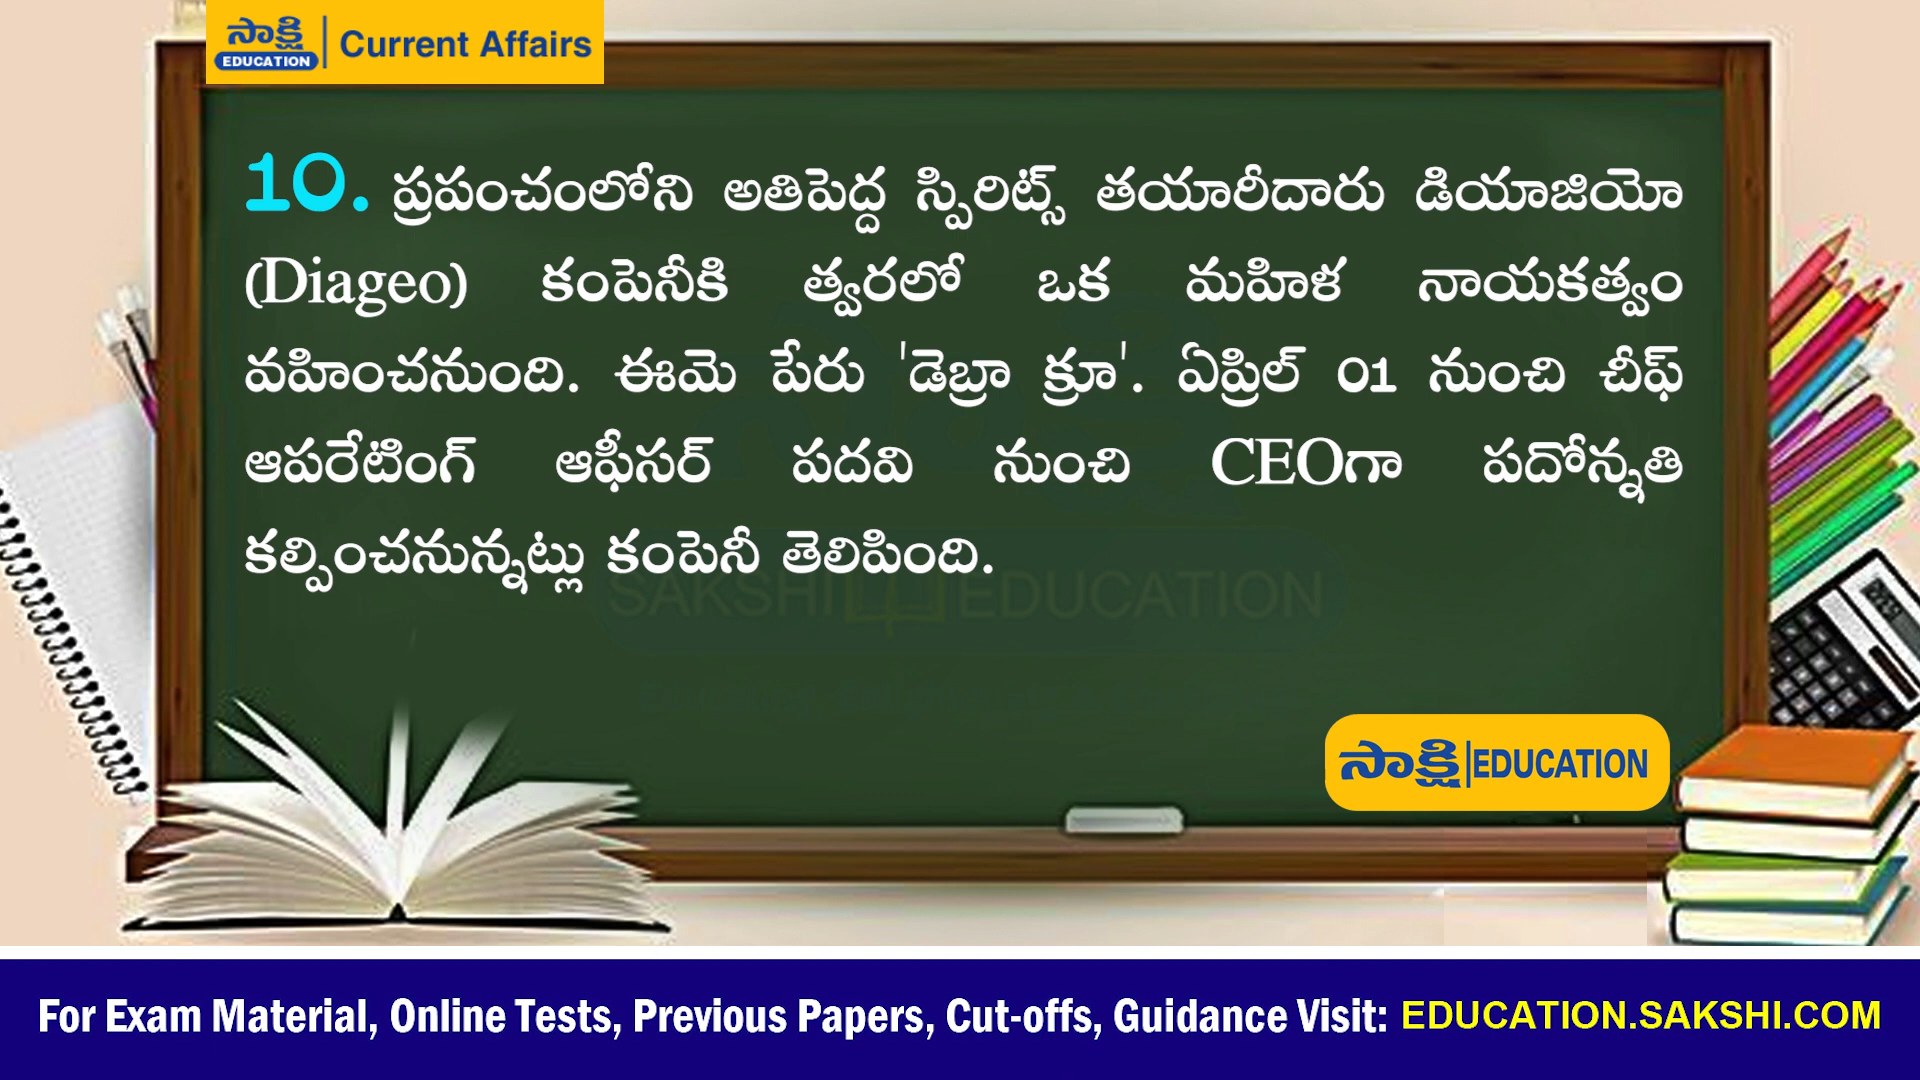 సాక్షి
EDUCATION
Current Affairs
10. ప్రపంచంలోని అతిపెద్ద స్పిరిట్స్ తయారీదారు డియాజియో
(Diageo) కంపెనీకి త్వరలో ఒక మహిళ నాయకత్వం
వహించనుంది. ఈమె పేరు 'డెబ్రా క్రూ'. ఏప్రిల్ 01 నుంచి చీఫ్
ఆపరేటింగ్ ఆఫీసర్ పదవి నుంచి CEOగా పదోన్నతి
కల్పించనున్నట్లు కంపెనీ తెలిపింది.
SAKSHI EDUCATION
సాక్షి EDUCATION
For Exam Material, Online Tests, Previous Papers, Cut-offs, Guidance Visit: EDUCATION.SAKSHI.COM